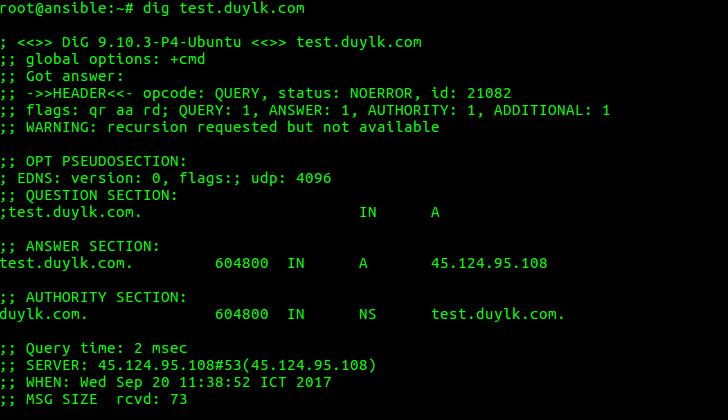 root@ansible:~# dig test.duylk.com
; <<>> DiG 9.10.3-P4-Ubuntu <<>> test.duylk.com
;; global options: +cmd
;; Got answer:
;; ->>HEADER<<- opcode: QUERY, status: NOERROR, id: 21082
;; flags: qr aa rd; QUERY: 1, ANSWER: 1, AUTHORITY: 1, ADDITIONAL: 1
;; WARNING: recursion requested but not available
;; OPT PSEUDOSECTION:
; EDNS: version: 0, flags:; udp: 4096
;; QUESTION SECTION:
;test.duylk.com. IN A
;; ANSWER SECTION:
test.duylk.com. 604800 IN A 45.124.95.108
;; AUTHORITY SECTION:
duylk.com. 604800 IN NS test.duylk.com.
;; Query time: 2 msec
;; SERVER: 45.124.95.108#53(45.124.95.108)
;; WHEN: Wed Sep 20 11:38:52 ICT 2017
;; MSG SIZE rcvd: 73